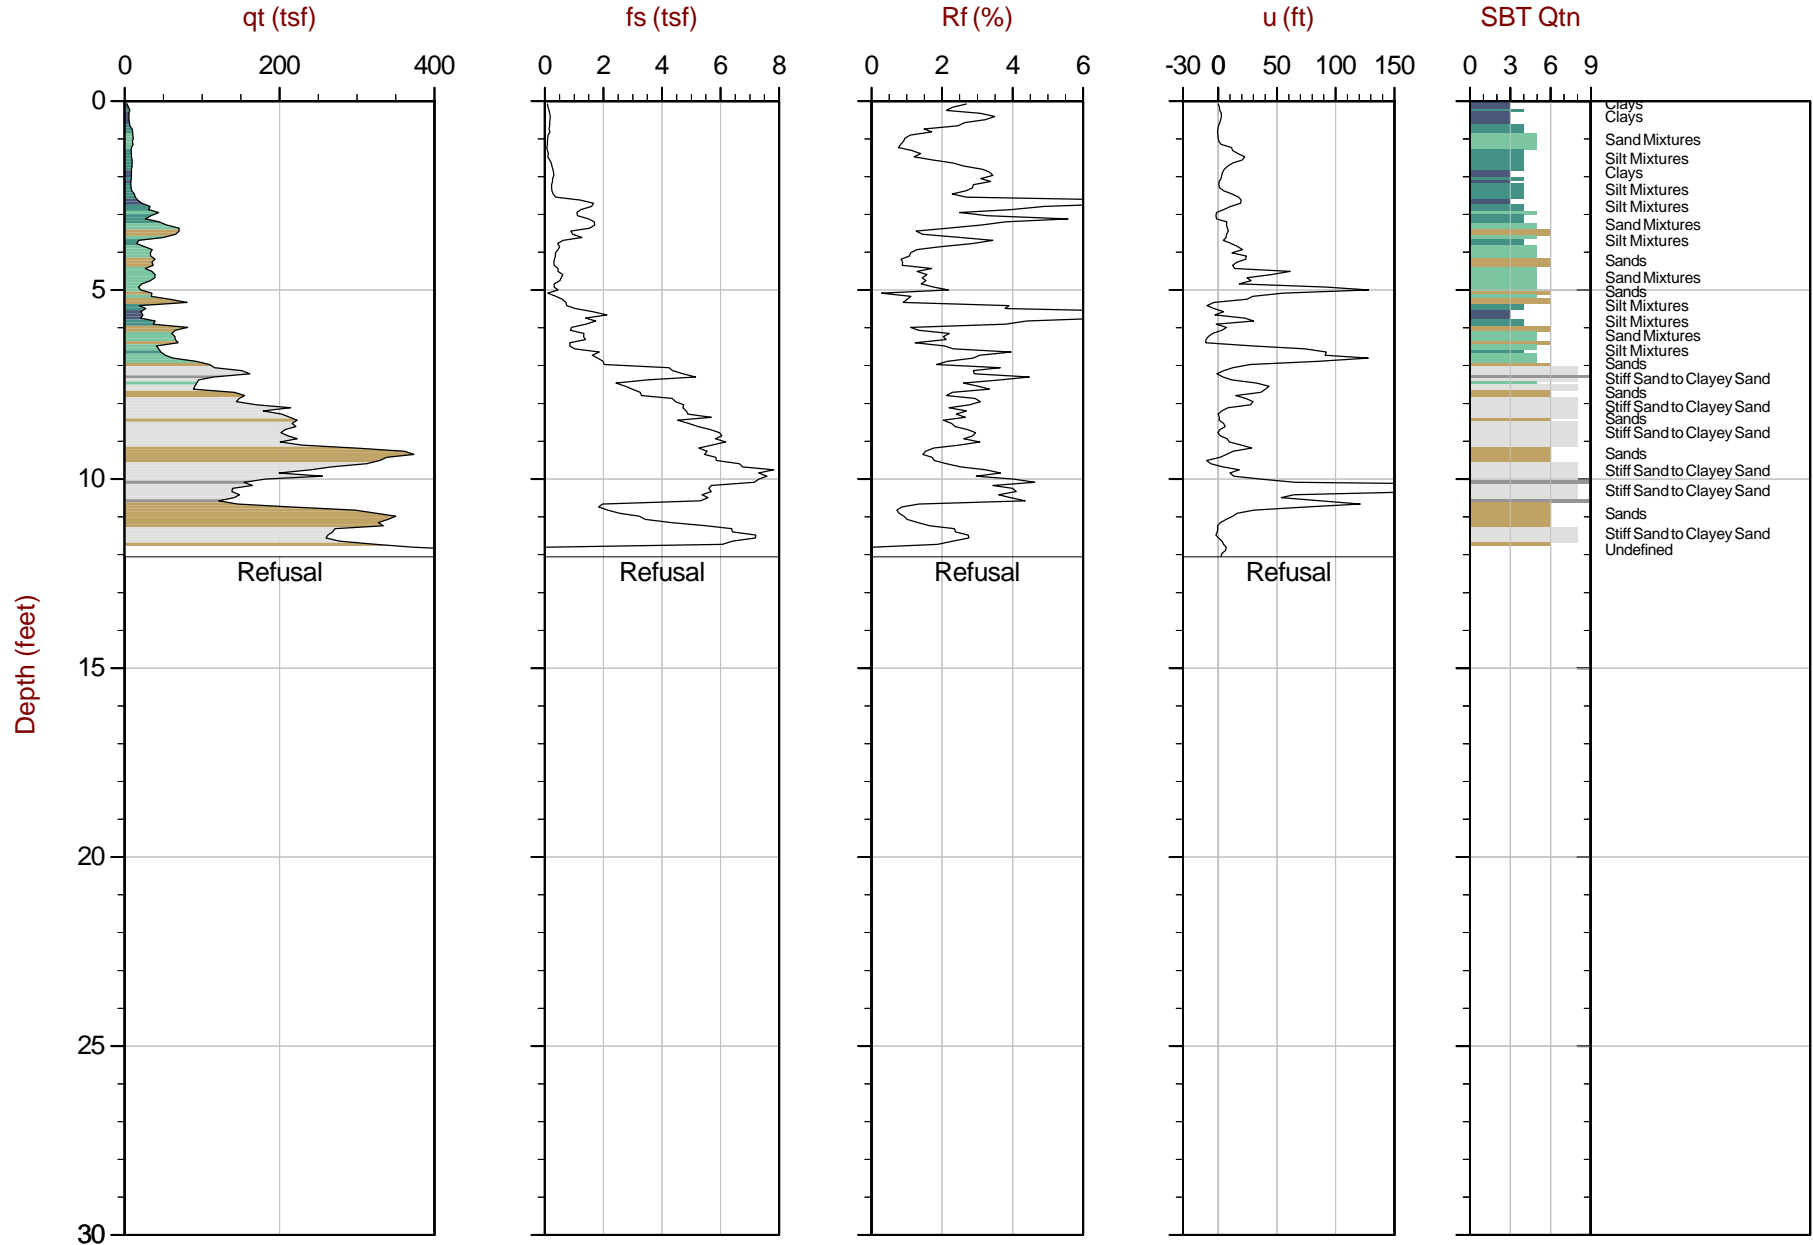 qt (tsf) fs (tsf) Rf (%) u (ft) SBT Qtn
0 200 400 0 2 4 6 8 0 2 4 6 -30 0 50 100 150 0 3 6 9
0
5
10
15
20
25
30
Depth (feet)
Clays
Clays
Sand Mixtures
Silt Mixtures
Clays
Silt Mixtures
Silt Mixtures
Sand Mixtures
Silt Mixtures
Sands
Sand Mixtures
Sands
Silt Mixtures
Silt Mixtures
Sand Mixtures
Silt Mixtures
Sands
Stiff Sand to Clayey Sand
Sands
Stiff Sand to Clayey Sand
Sands
Stiff Sand to Clayey Sand
Sands
Stiff Sand to Clayey Sand
Stiff Sand to Clayey Sand
Sands
Stiff Sand to Clayey Sand
Undefined
Refusal Refusal Refusal Refusal